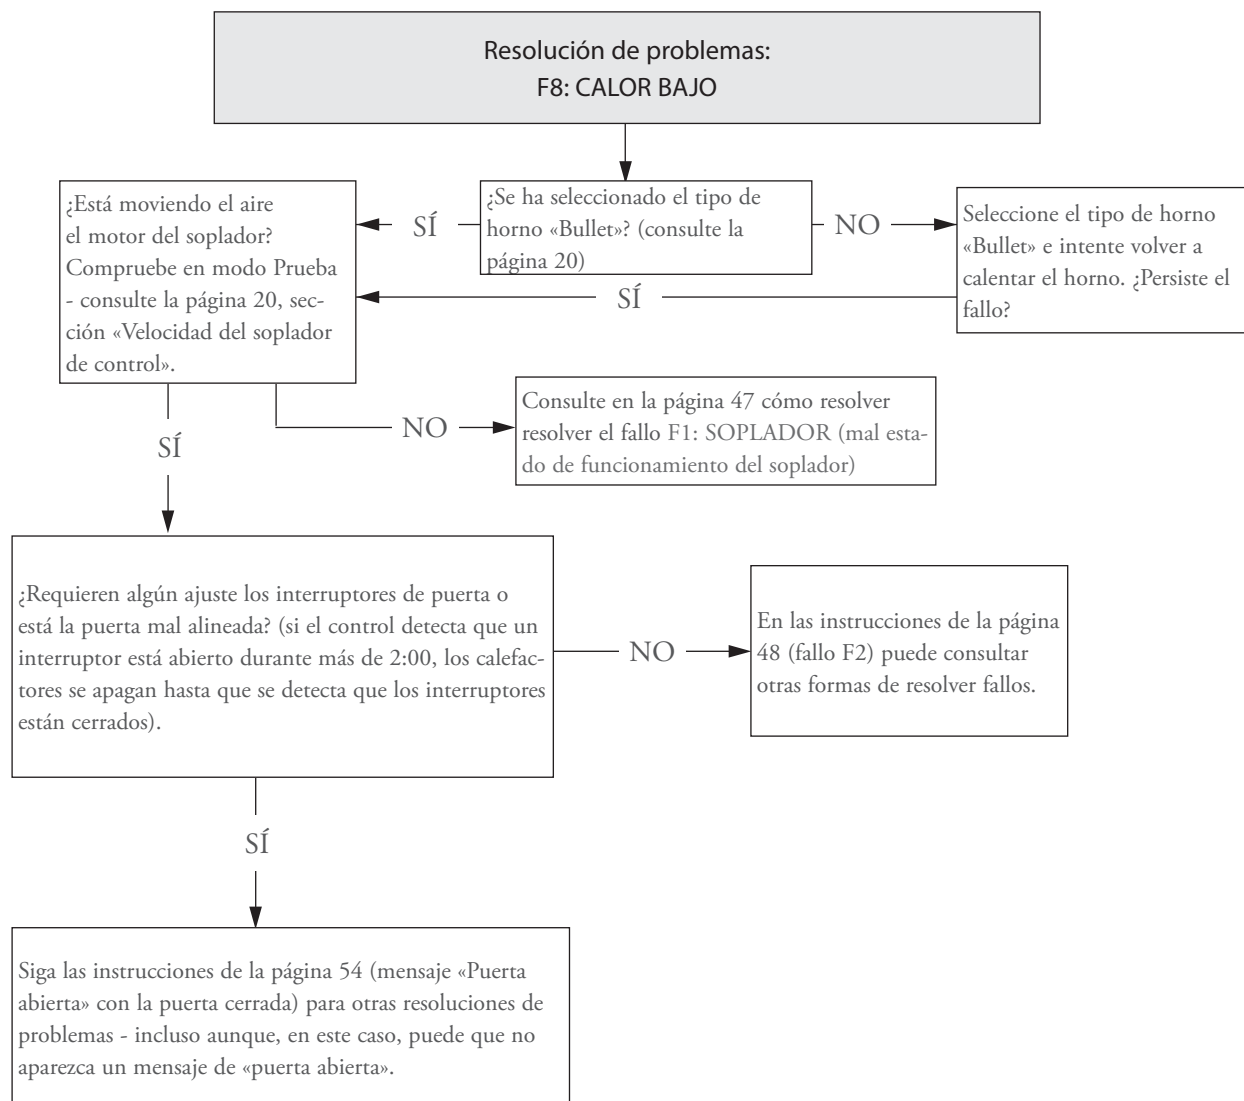 Resolución de problemas:
F8: CALOR BAJO
¿Está moviendo el aire
el motor del soplador?
Compruebe en modo Prueba
- consulte la página 20, sec-
ción «Velocidad del soplador
de control».
SÍ
¿Se ha seleccionado el tipo de
horno «Bullet»? (consulte la
página 20)
NO
Seleccione el tipo de horno
«Bullet» e intente volver a
calentar el horno. ¿Persiste el
fallo?
SÍ
SÍ
NO
Consulte en la página 47 cómo resolver
resolver el fallo F1: SOPLADOR (mal esta-
do de funcionamiento del soplador)
¿Requieren algún ajuste los interruptores de puerta o
está la puerta mal alineada? (si el control detecta que un
interruptor está abierto durante más de 2:00, los calefac-
tores se apagan hasta que se detecta que los interruptores
están cerrados).
NO
En las instrucciones de la página
48 (fallo F2) puede consultar
otras formas de resolver fallos.
SÍ
Siga las instrucciones de la página 54 (mensaje «Puerta
abierta» con la puerta cerrada) para otras resoluciones de
problemas - incluso aunque, en este caso, puede que no
aparezca un mensaje de «puerta abierta».